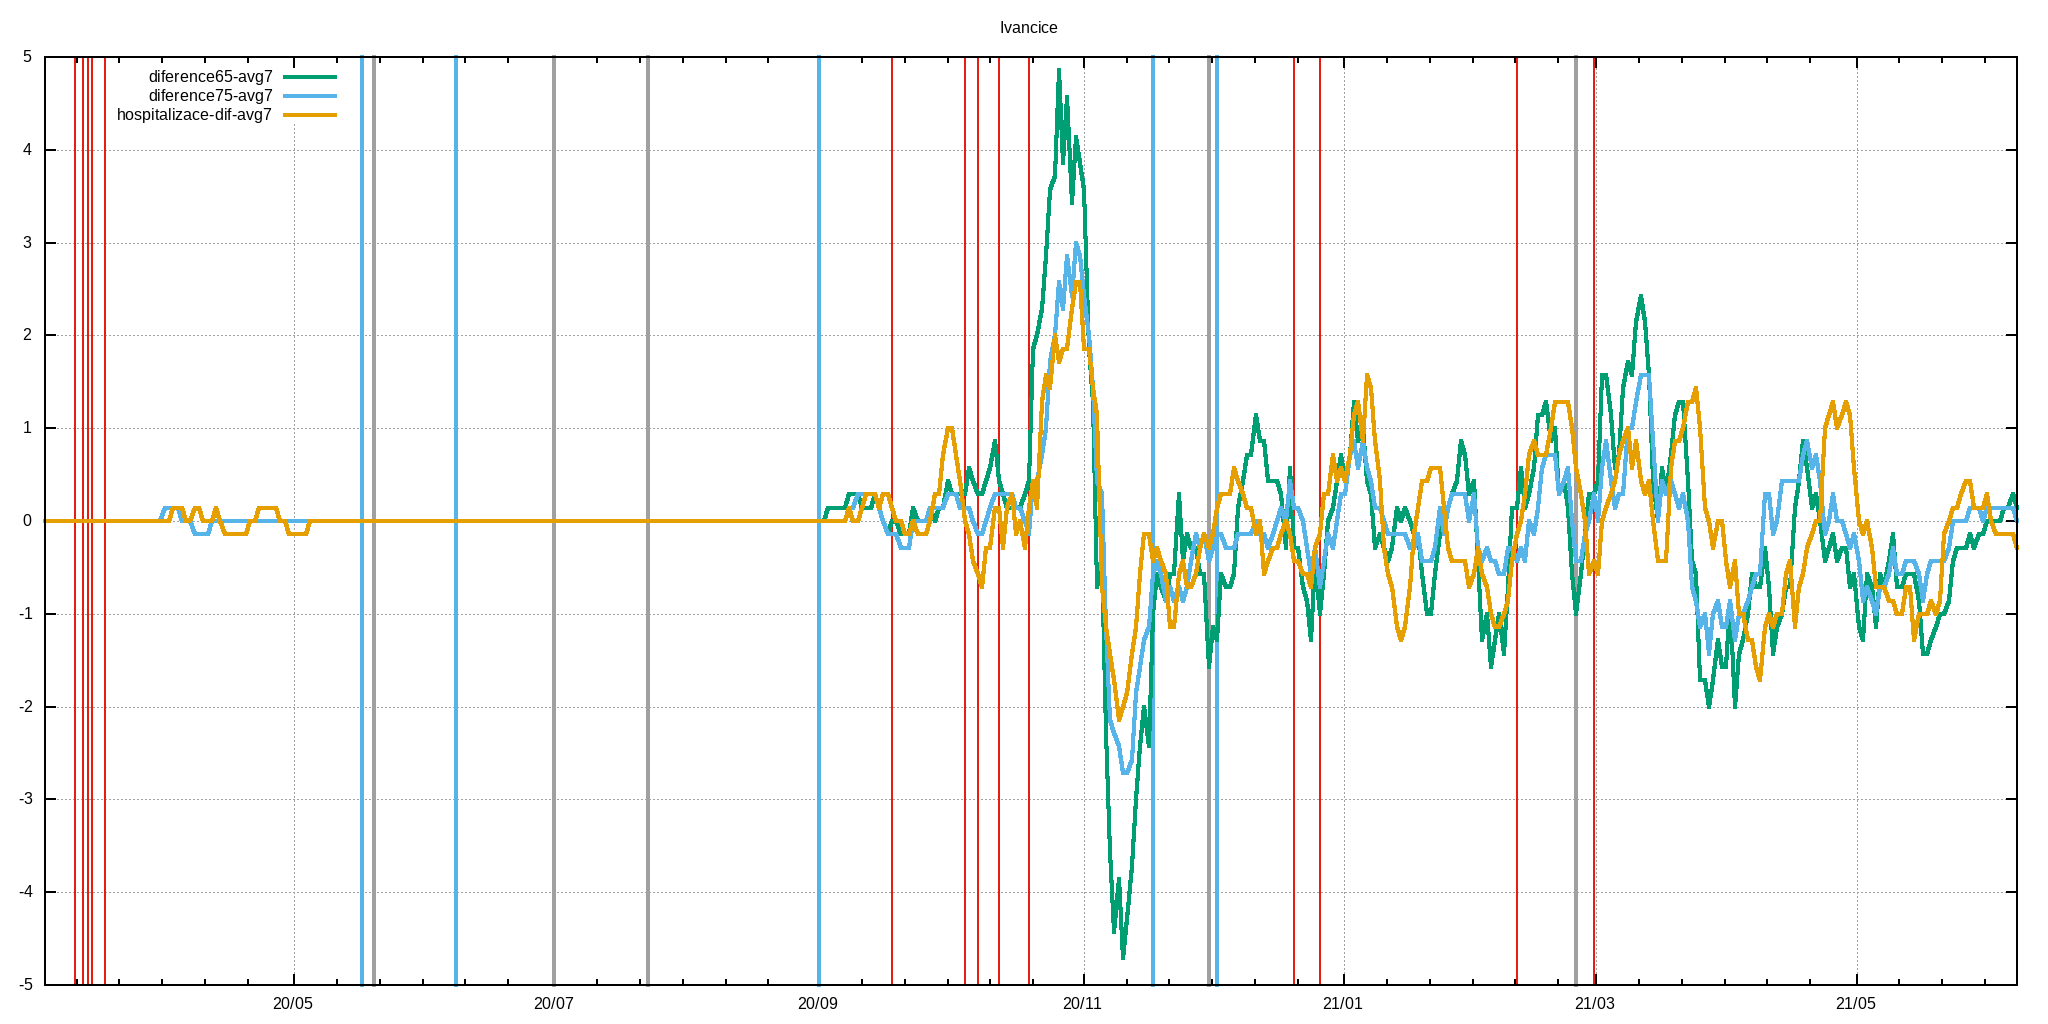 Ivancice
diference65-avg7
diference75-avg7
hospitalizace-dif-avg7
5
4
3
2
1
0
-1
-2
-3
-4
-5
20/05 20/07 20/09 20/11 21/01 21/03 21/05